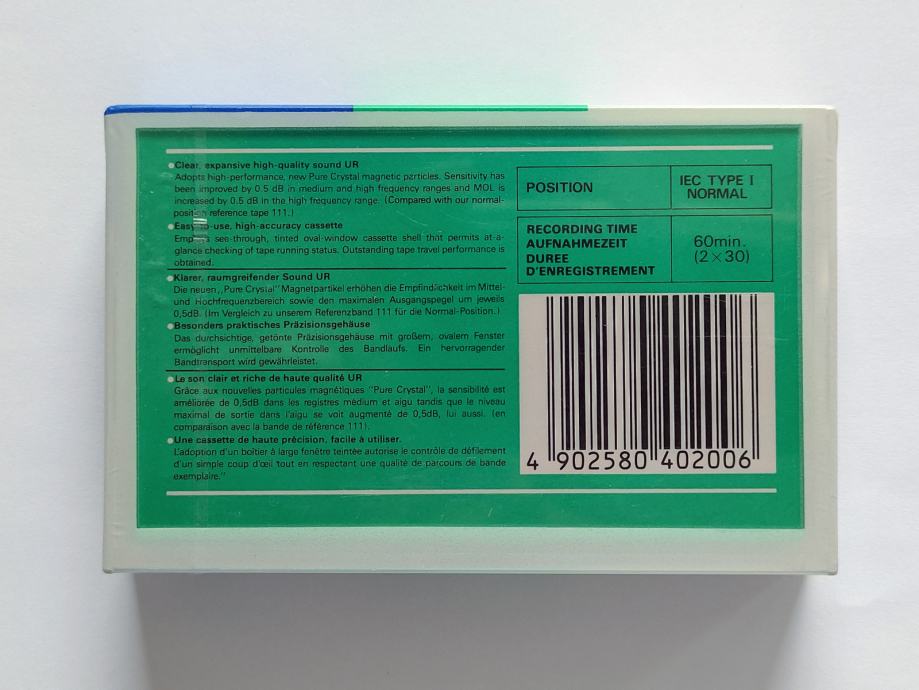 ●Clear, expansive high-quality sound UR
Adopts high-performance, new Pure Crystal magnetic particles. Sensitivity has
been improved by 0.5 dB in medium and high frequency ranges and MOL is
increased by 0.5 dB in the high frequency range. (Compared with our normal-
position reference tape 111.)
●Easy-to-use, high-accuracy cassette
Employs see-through, tinted oval-window cassette shell that permits at-a-
glance checking of tape running status. Outstanding tape travel performance is
obtained.
●Klarer, raumgreifender Sound UR
Die neuen „Pure Crystal" Magnetpartikel erhöhen die Empfindlichkeit im Mittel-
und Hochfrequenzbereich sowie den maximalen Ausgangspegel um jeweils
0,5dB. (Im Vergleich zu unserem Referenzband 111 für die Normal-Position.)
●Besonders praktisches Präzisionsgehäuse
Das durchsichtige, getönte Präzisionsgehäuse mit großem, ovalem Fenster
ermöglicht unmittelbare Kontrolle des Bandlaufs. Ein hervorragender
Bandtransport wird gewährleistet.
●Le son clair et riche de haute qualité UR
Grâce aux nouvelles particules magnétiques "Pure Crystal", la sensibilité est
améliorée de 0,5dB dans les registres médium et aigu tandis que le niveau
maximal de sortie dans l'aigu se voit augmenté de 0,5dB, lui aussi. (en
comparaison avec la bande de référence 111).
●Une cassette de haute précision, facile à utiliser.
L'adoption d'un boîtier à large fenêtre teintée autorise le contrôle de défilement
d'un simple coup d'œil tout en respectant une qualité de parcours de bande
exemplaire."
POSITION
IEC TYPE I
NORMAL
RECORDING TIME
AUFNAHMEZEIT
DUREE
D'ENREGISTREMENT
60min.
(2×30)
4 902580 402006